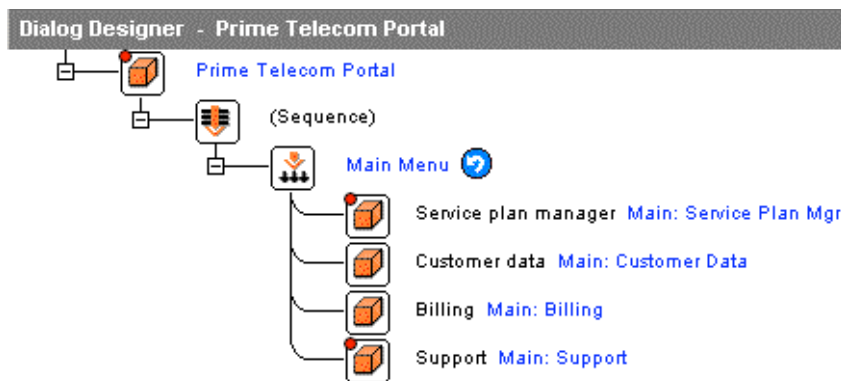 Dialog Designer - Prime Telecom Portal
Prime Telecom Portal
(Sequence)
Main Menu
Service plan manager Main: Service Plan Mgr
Customer data Main: Customer Data
Billing Main: Billing
Support Main: Support